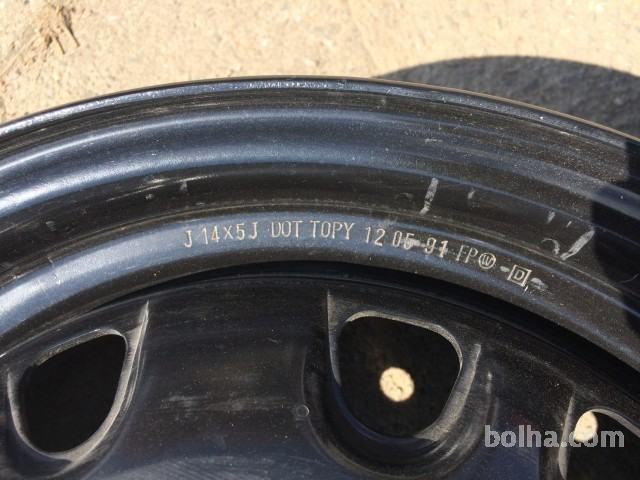 J 14X5J DOT TOPY 12 05 91 FP W D
bolha.com